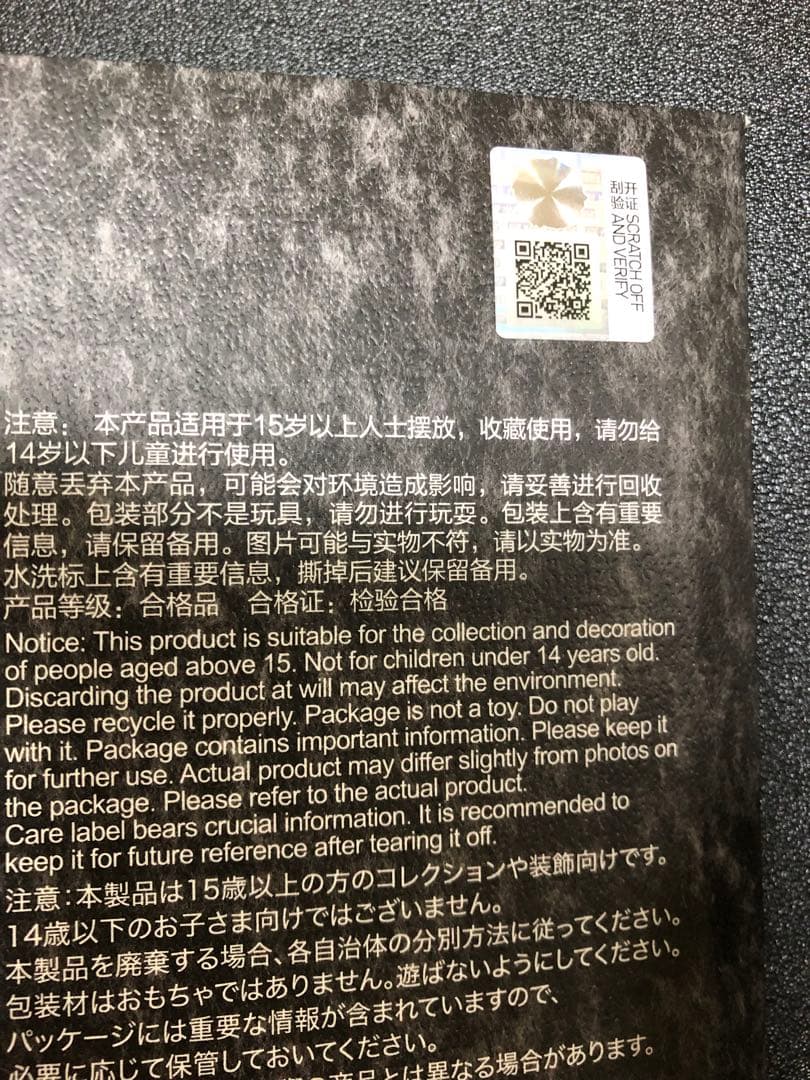 刮开
验证
SCRATCH OFF
AND VERIFY
注意： 本产品适用于15岁以上人士摆放，收藏使用，请勿给
14岁以下儿童进行使用。
随意丢弃本产品，可能会对环境造成影响，请妥善进行回收
处理。包装部分不是玩具，请勿进行玩耍。包装上含有重要
信息，请保留备用。图片可能与实物不符，请以实物为准。
水洗标上含有重要信息，撕掉后建议保留备用。
产品等级：合格品 合格证：检验合格
Notice: This product is suitable for the collection and decoration
of people aged above 15. Not for children under 14 years old.
Discarding the product at will may affect the environment.
Please recycle it properly. Package is not a toy. Do not play
with it. Package contains important information. Please keep it
for further use. Actual product may differ slightly from photos on
the package. Please refer to the actual product.
Care label bears crucial information. It is recommended to
keep it for future reference after tearing it off.
注意：本製品は15歳以上の方のコレクションや装飾向けです。
14歳以下のお子さま向けではございません。
本製品を廃棄する場合、各自治体の分別方法に従ってください。
包装材はおもちゃではありません。遊ばないようにしてください。
パッケージには重要な情報が含まれていますので、
必要に応じて保管しておいてください。
の商品とは異なる場合があります。